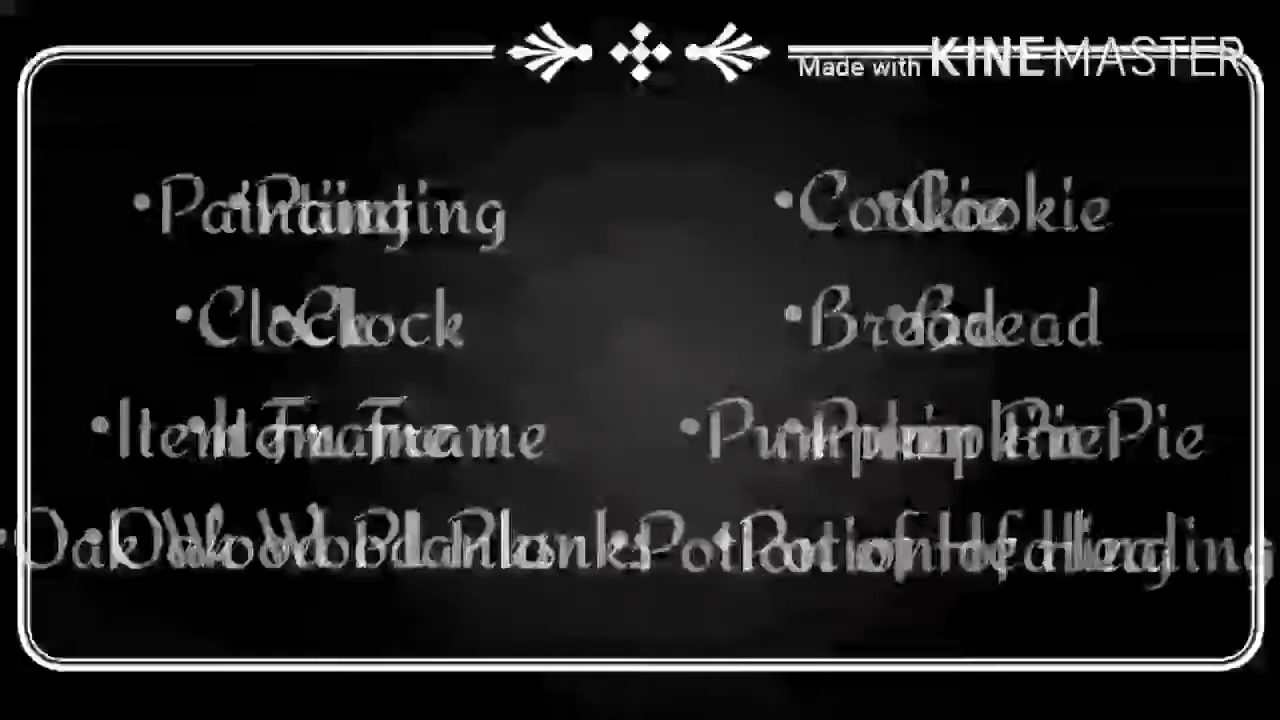 Made with KINEMASTER
•Painting
•Clock
•Item Frame
•Oak Wood Planks
•Cookie
•Bread
•Pumpkin Pie
•Potion of Healing